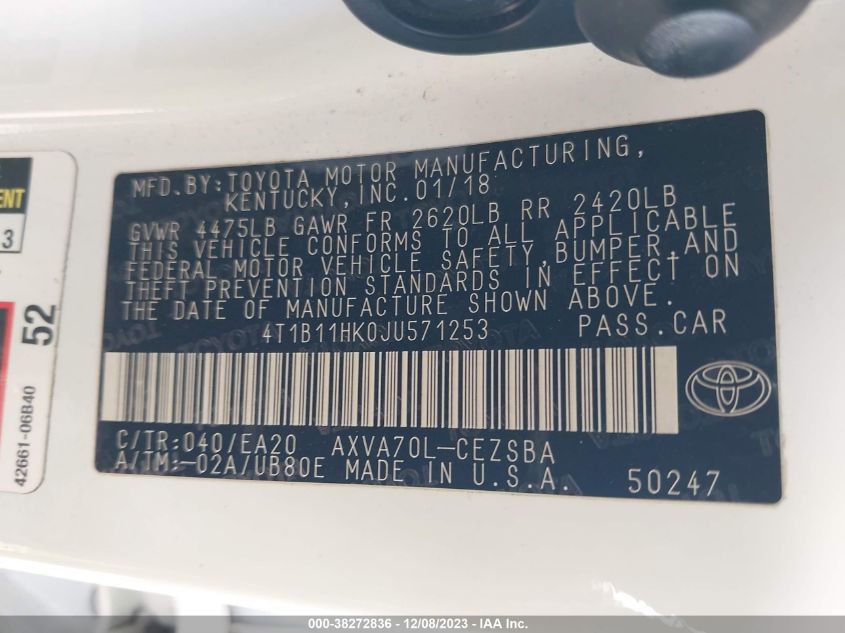 MFD.BY:TOYOTA MOTOR MANUFACTURING,
KENTUCKY, INC.01/18
GVWR 4475LB GAWR FR 2620LB RR 2420LB
THIS VEHICLE CONFORMS TO ALL APPLICABLE
FEDERAL MOTOR VEHICLE SAFETY,BUMPER,AND
THEFT PREVENTION STANDARDS IN EFFECT ON
THE DATE OF MANUFACTURE SHOWN ABOVE.
4T1B11HK0JU571253 PASS.CAR
C/TR:040/EA20 AXVA70L-CEZSBA
A/TM:-02A/UB80E MADE IN U.S.A. 50247
52
42661-06B40
000-38272836 - 12/08/2023 - IAA Inc.